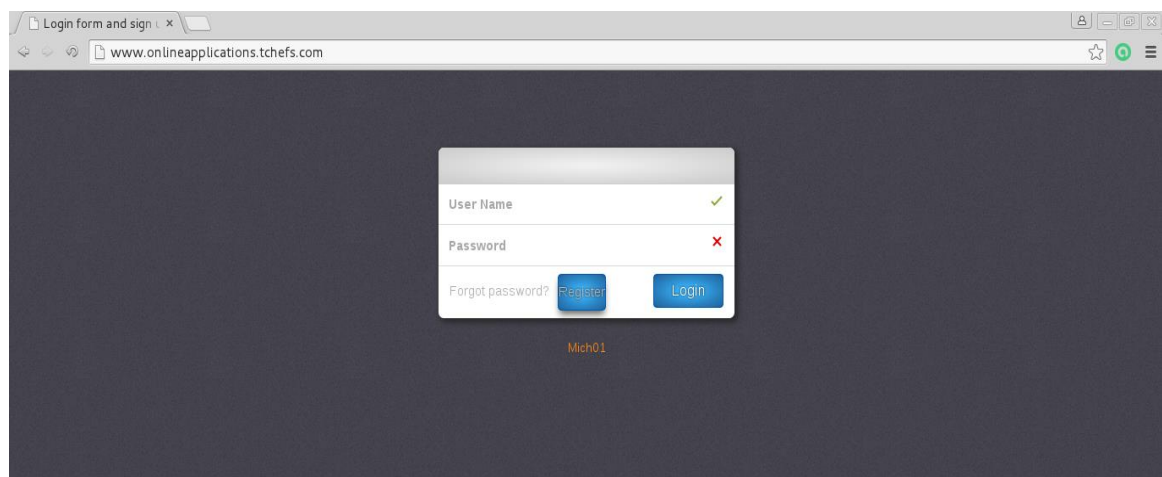 Login form and sign u
www.onlineapplications.tchefs.com
User Name
Password
Forgot password? Register Login
Mich01